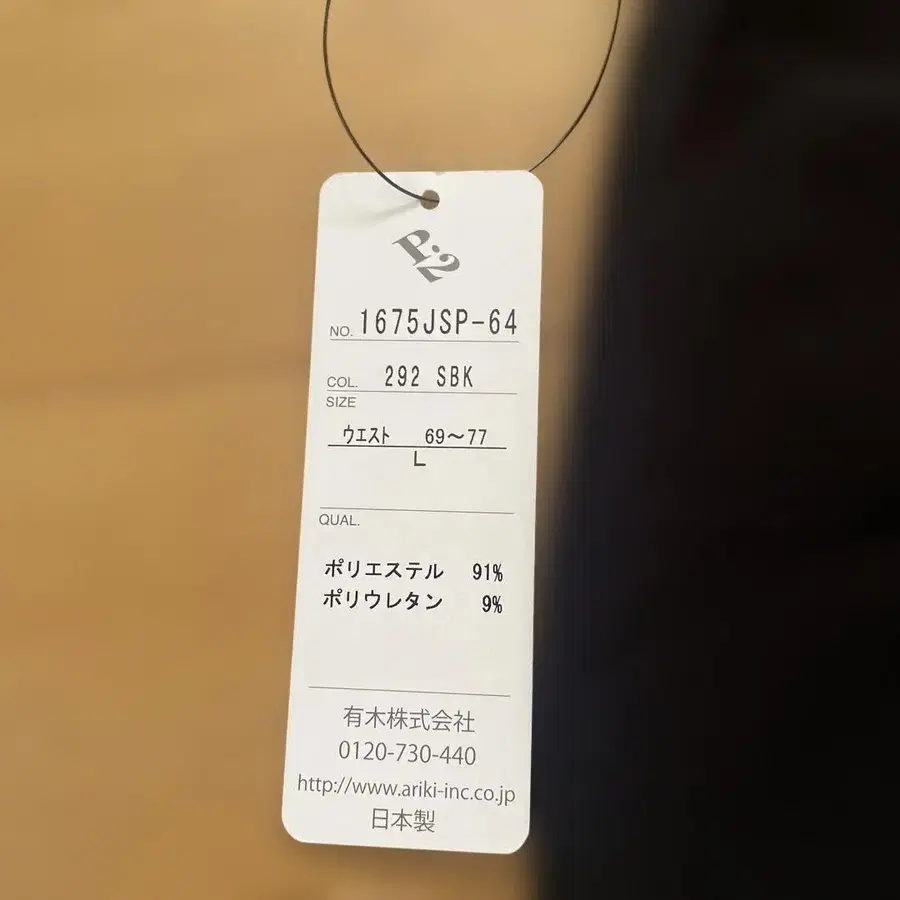 P.2
NO. 1675JSP-64
COL. 292 SBK
SIZE
ウエスト 69～77
L
QUAL.
ポリエステル 91%
ポリウレタン 9%
有木株式会社
0120-730-440
http://www.ariki-inc.co.jp
日本製